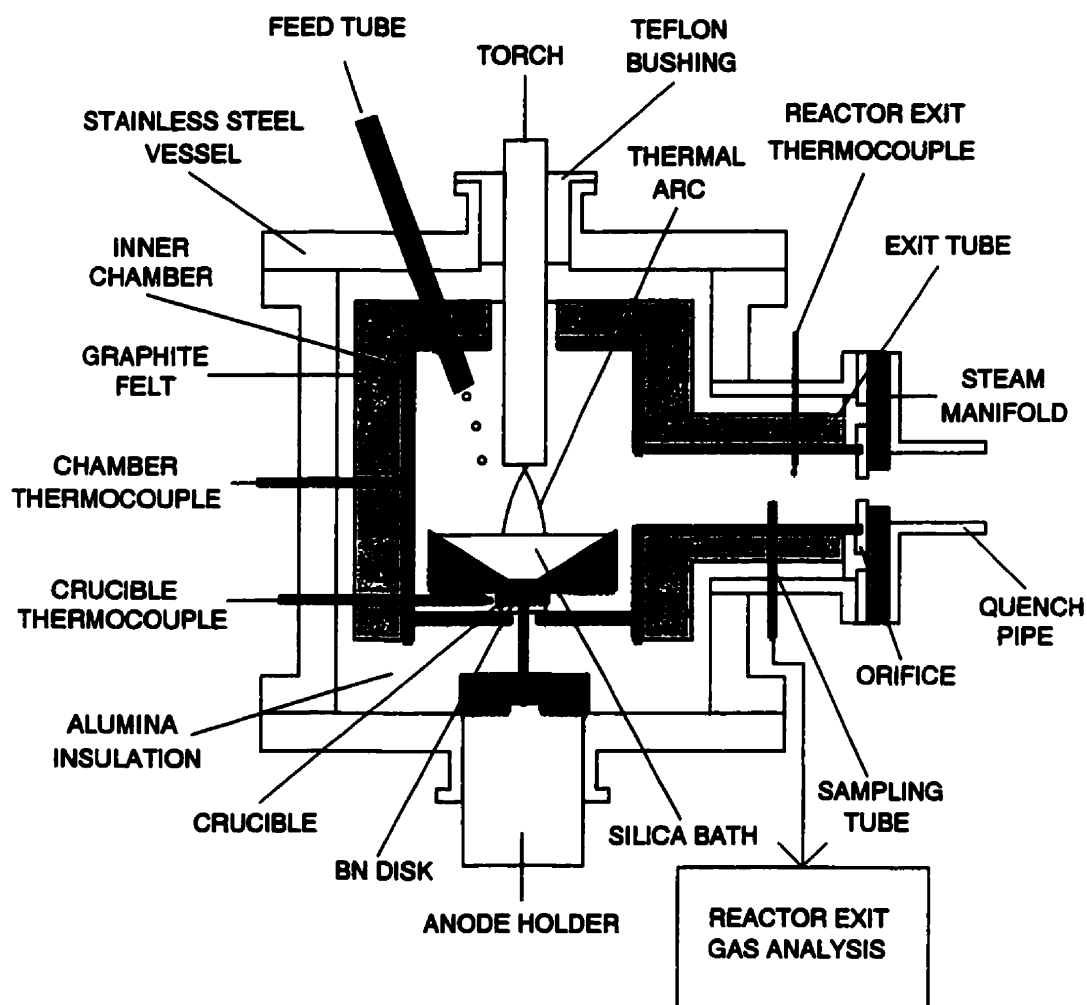 FEED TUBE
TORCH
TEFLON
BUSHING
STAINLESS STEEL
VESSEL
THERMAL
ARC
REACTOR EXIT
THERMOCOUPLE
INNER
CHAMBER
EXIT TUBE
GRAPHITE
FELT
STEAM
MANIFOLD
CHAMBER
THERMOCOUPLE
CRUCIBLE
THERMOCOUPLE
QUENCH
PIPE
ORIFICE
ALUMINA
INSULATION
CRUCIBLE
BN DISK
SILICA BATH
SAMPLING
TUBE
ANODE HOLDER
REACTOR EXIT
GAS ANALYSIS